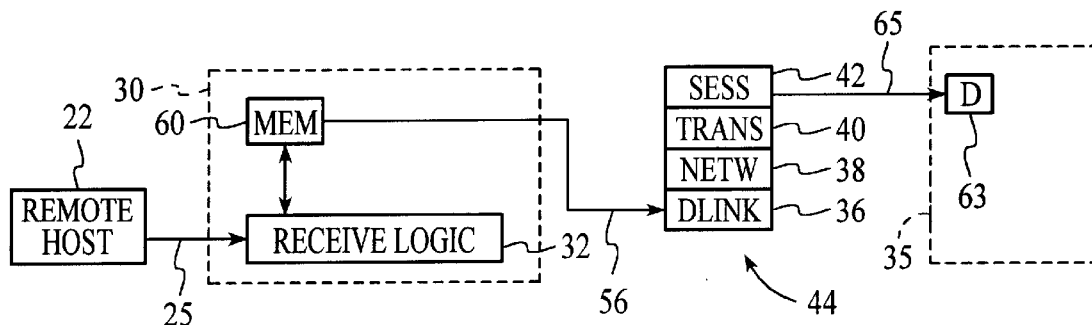 22
REMOTE
HOST
25
30
60
MEM
RECEIVE LOGIC
32
56
SESS
TRANS
NETW
DLINK
42
40
38
36
44
65
D
63
35